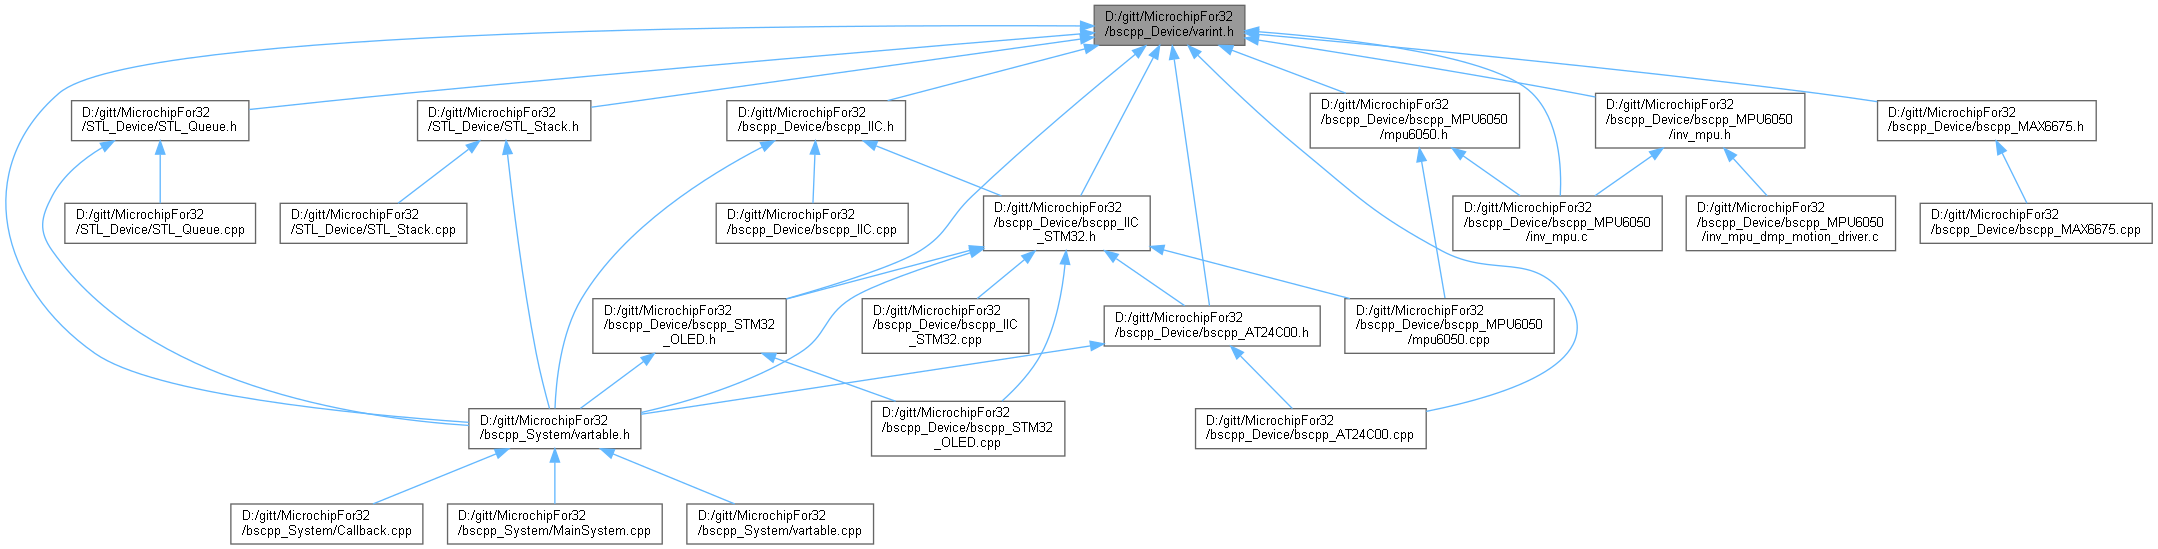 D:/gitt/MicrochipFor32
/bscpp_Device/varint.h
D:/gitt/MicrochipFor32
/STL_Device/STL_Queue.h
D:/gitt/MicrochipFor32
/STL_Device/STL_Stack.h
D:/gitt/MicrochipFor32
/bscpp_Device/bscpp_IIC.h
D:/gitt/MicrochipFor32
/bscpp_Device/bscpp_MPU6050
/mpu6050.h
D:/gitt/MicrochipFor32
/bscpp_Device/bscpp_MPU6050
/inv_mpu.h
D:/gitt/MicrochipFor32
/bscpp_Device/bscpp_MAX6675.h
D:/gitt/MicrochipFor32
/STL_Device/STL_Queue.cpp
D:/gitt/MicrochipFor32
/STL_Device/STL_Stack.cpp
D:/gitt/MicrochipFor32
/bscpp_Device/bscpp_IIC.cpp
D:/gitt/MicrochipFor32
/bscpp_Device/bscpp_IIC
_STM32.h
D:/gitt/MicrochipFor32
/bscpp_Device/bscpp_MPU6050
/inv_mpu.c
D:/gitt/MicrochipFor32
/bscpp_Device/bscpp_MPU6050
/inv_mpu_dmp_motion_driver.c
D:/gitt/MicrochipFor32
/bscpp_Device/bscpp_MAX6675.cpp
D:/gitt/MicrochipFor32
/bscpp_Device/bscpp_STM32
_OLED.h
D:/gitt/MicrochipFor32
/bscpp_Device/bscpp_IIC
_STM32.cpp
D:/gitt/MicrochipFor32
/bscpp_Device/bscpp_AT24C00.h
D:/gitt/MicrochipFor32
/bscpp_Device/bscpp_MPU6050
/mpu6050.cpp
D:/gitt/MicrochipFor32
/bscpp_System/vartable.h
D:/gitt/MicrochipFor32
/bscpp_Device/bscpp_STM32
_OLED.cpp
D:/gitt/MicrochipFor32
/bscpp_Device/bscpp_AT24C00.cpp
D:/gitt/MicrochipFor32
/bscpp_System/Callback.cpp
D:/gitt/MicrochipFor32
/bscpp_System/MainSystem.cpp
D:/gitt/MicrochipFor32
/bscpp_System/vartable.cpp